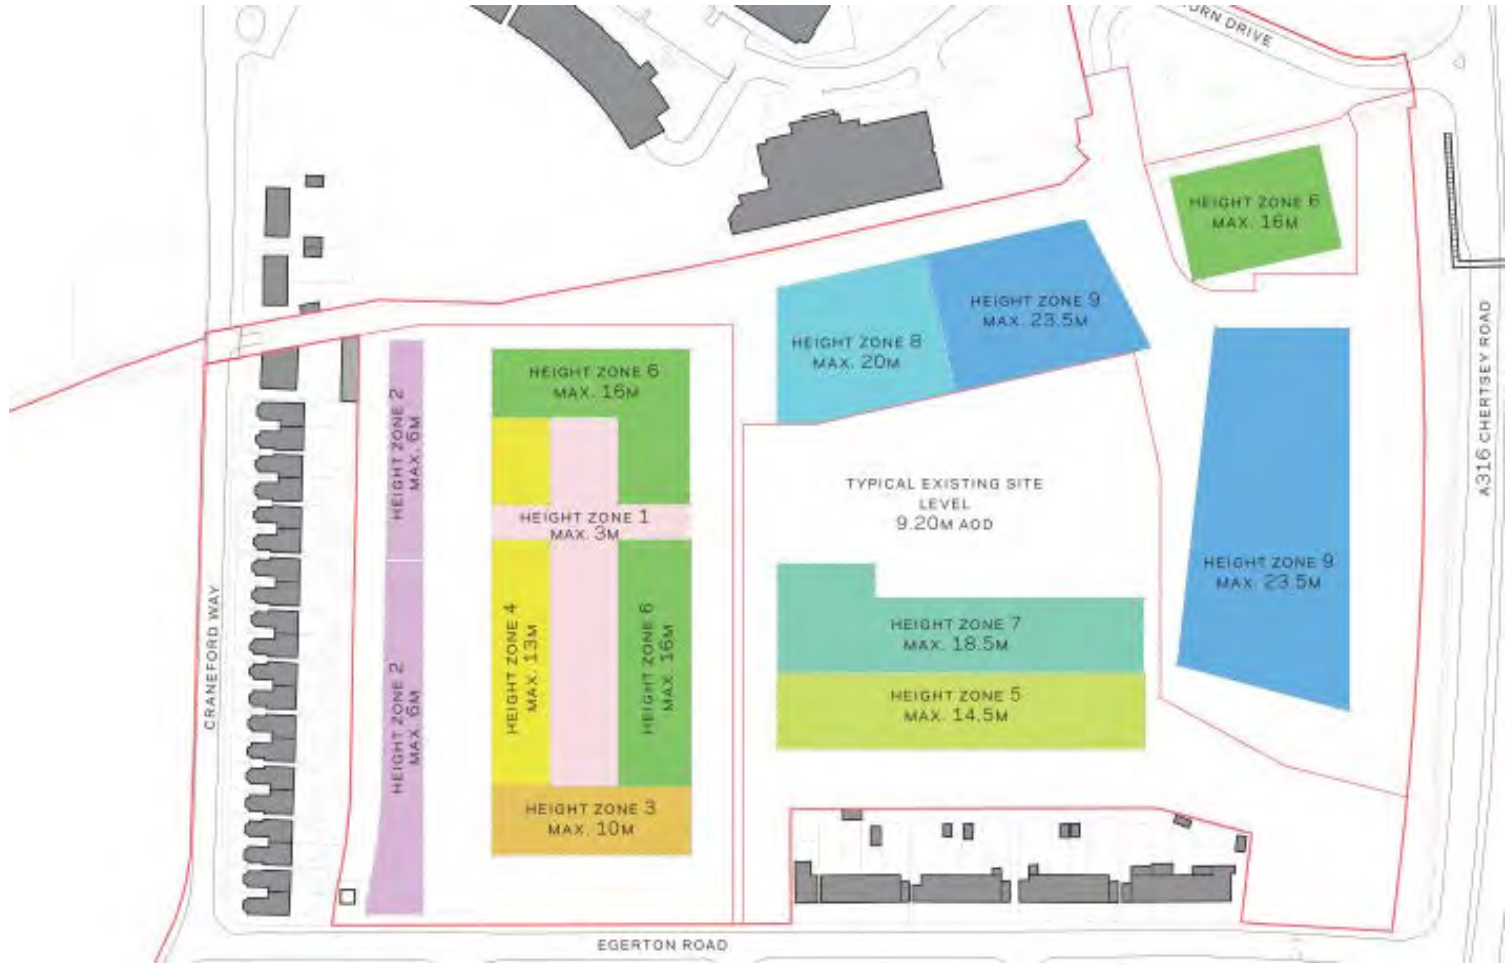 URN DRIVE
HEIGHT ZONE 6
MAX. 16M
HEIGHT ZONE 9
MAX. 23.5M
HEIGHT ZONE 8
MAX. 20M
A316 CHERTSEY ROAD
HEIGHT ZONE 6
MAX. 16M
HEIGHT ZONE 2
MAX. 6M
TYPICAL EXISTING SITE
LEVEL
9.20M AOD
HEIGHT ZONE 1
MAX. 3M
HEIGHT ZONE 9
MAX. 23.5M
CRANEFORD WAY
HEIGHT ZONE 2
MAX 6M
HEIGHT ZONE 4
MAX. 13M
HEIGHT ZONE 6
MAX. 16M
HEIGHT ZONE 7
MAX. 18.5M
HEIGHT ZONE 5
MAX. 14.5M
HEIGHT ZONE 3
MAX. 10M
EGERTON ROAD